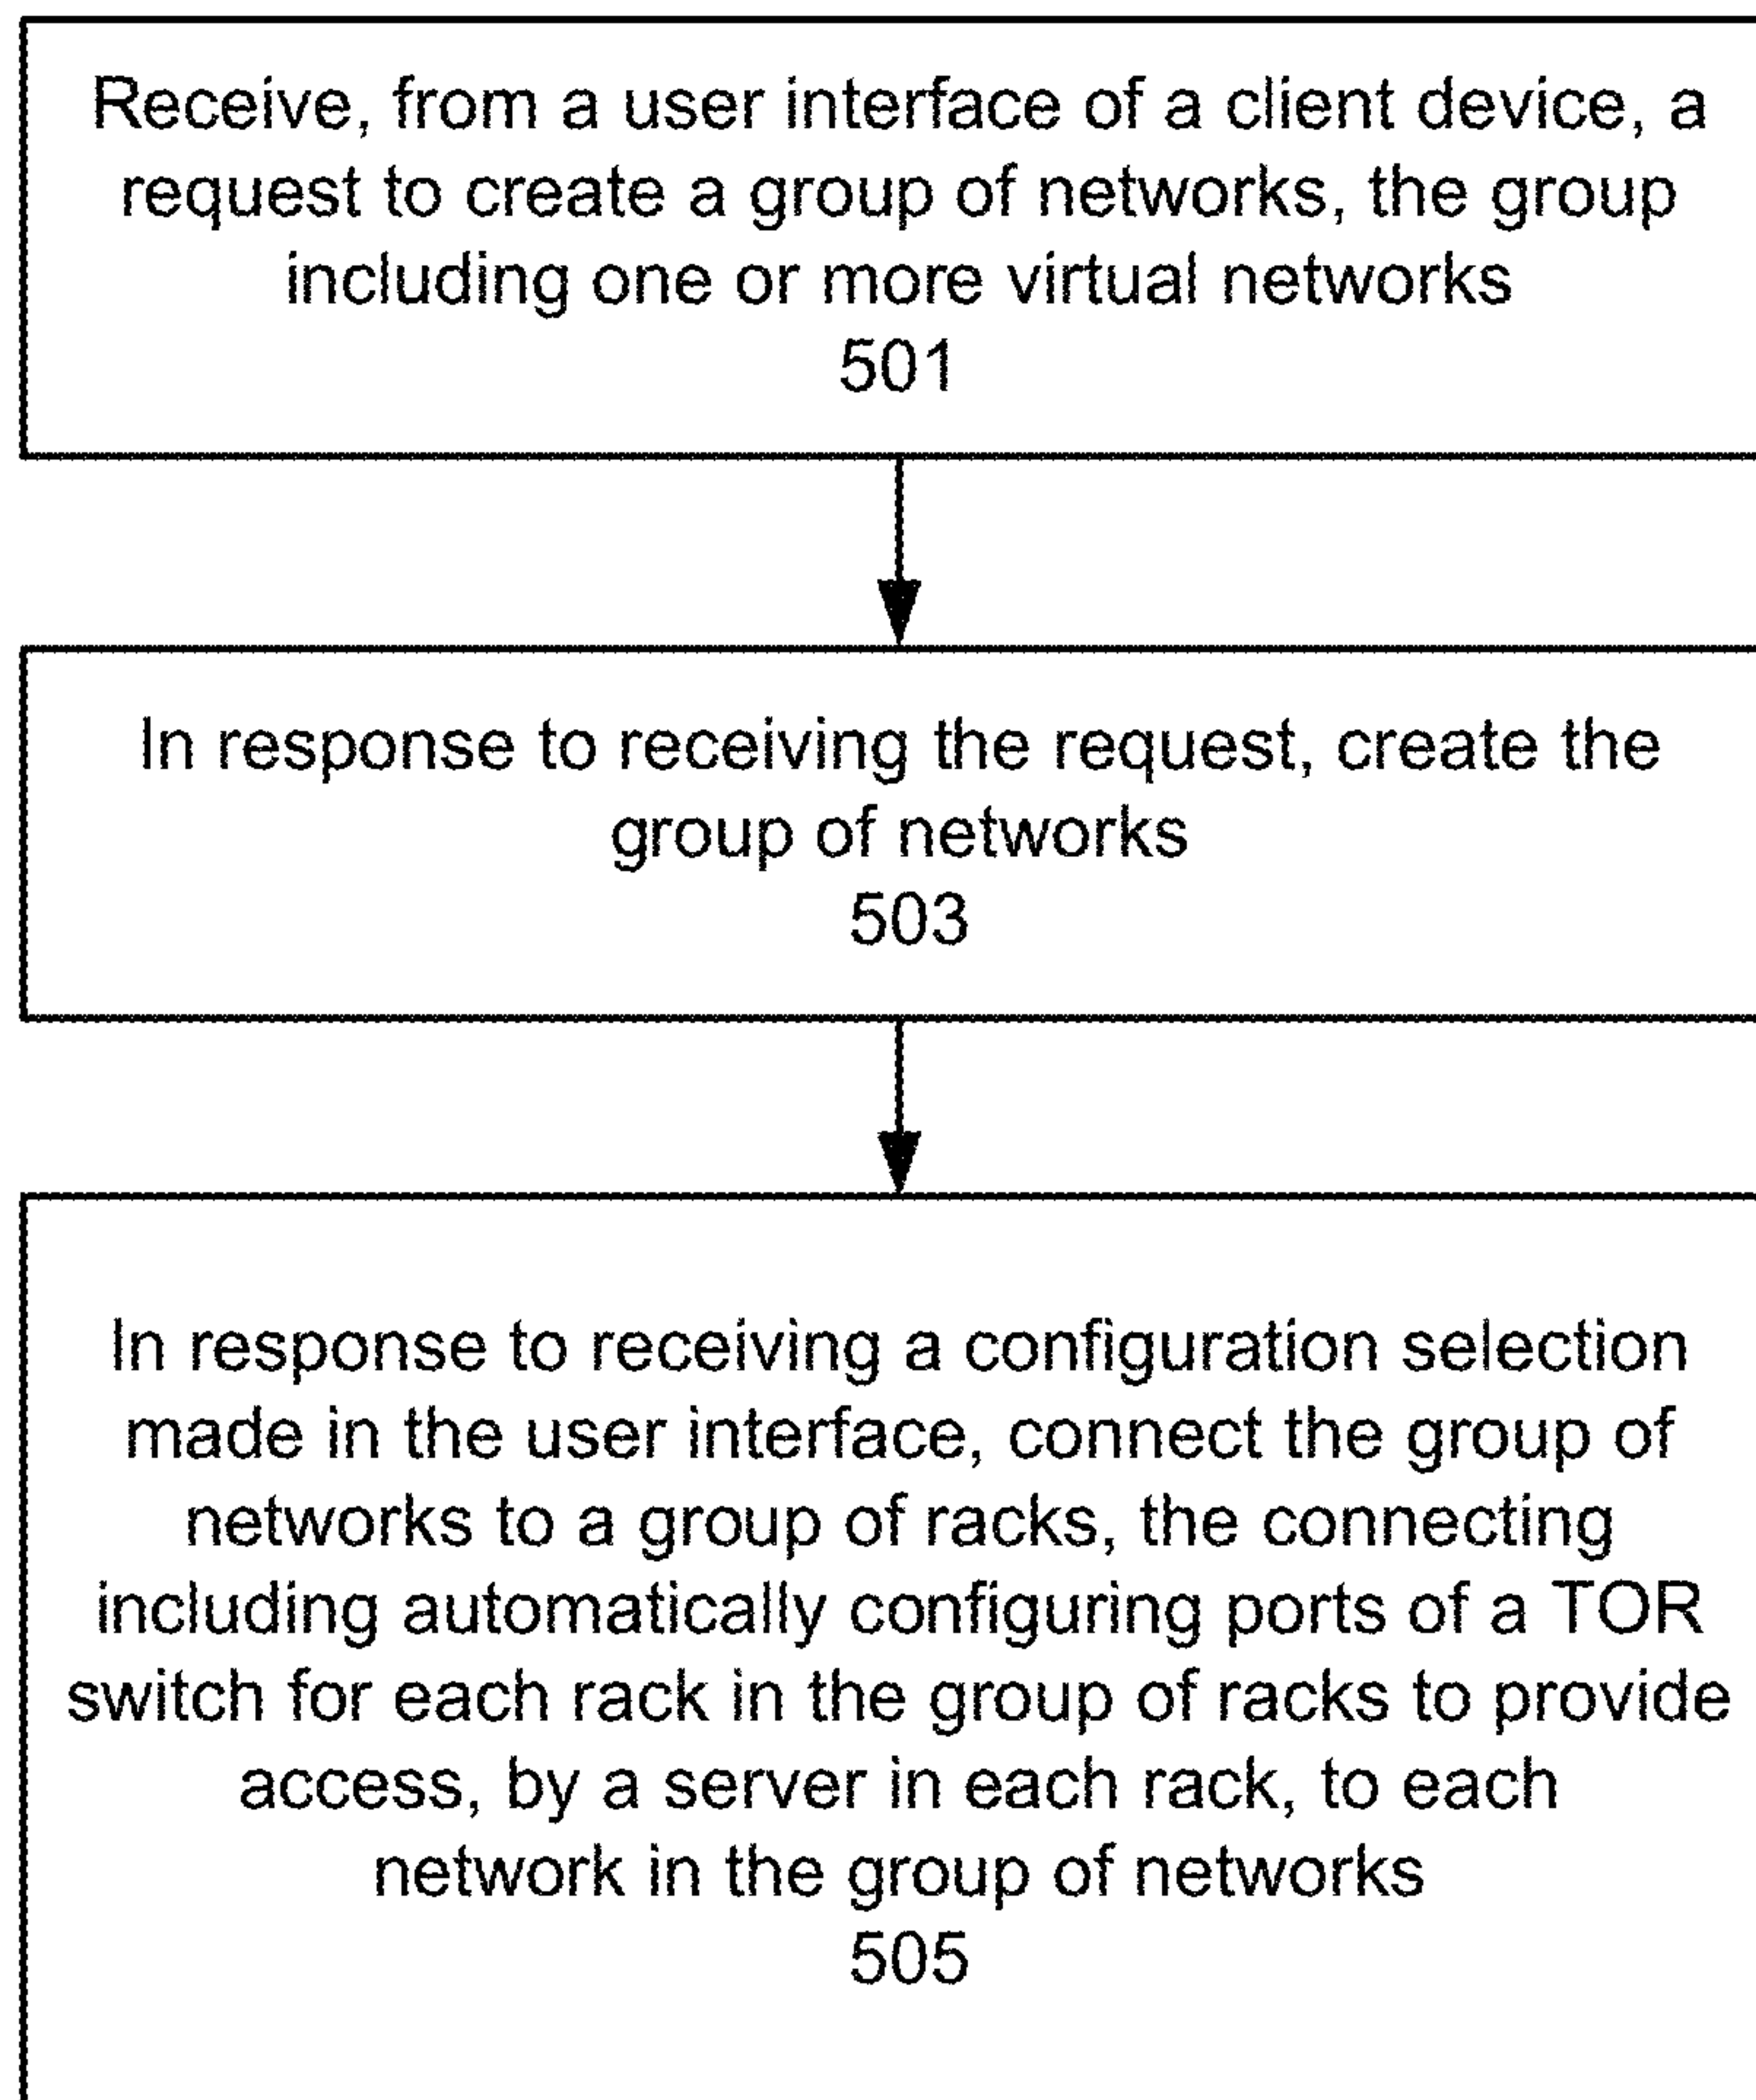 Receive, from a user interface of a client device, a
request to create a group of networks, the group
including one or more virtual networks
501
In response to receiving the request, create the
group of networks
503
In response to receiving a configuration selection
made in the user interface, connect the group of
networks to a group of racks, the connecting
including automatically configuring ports of a TOR
switch for each rack in the group of racks to provide
access, by a server in each rack, to each
network in the group of networks
505